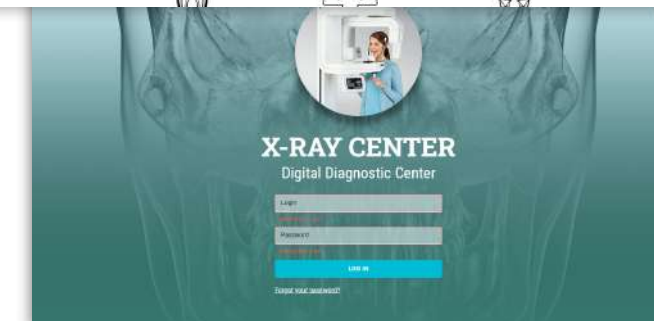 X-RAY CENTER
Digital Diagnostic Center
Login
Password
LOG IN
Forgot your password?